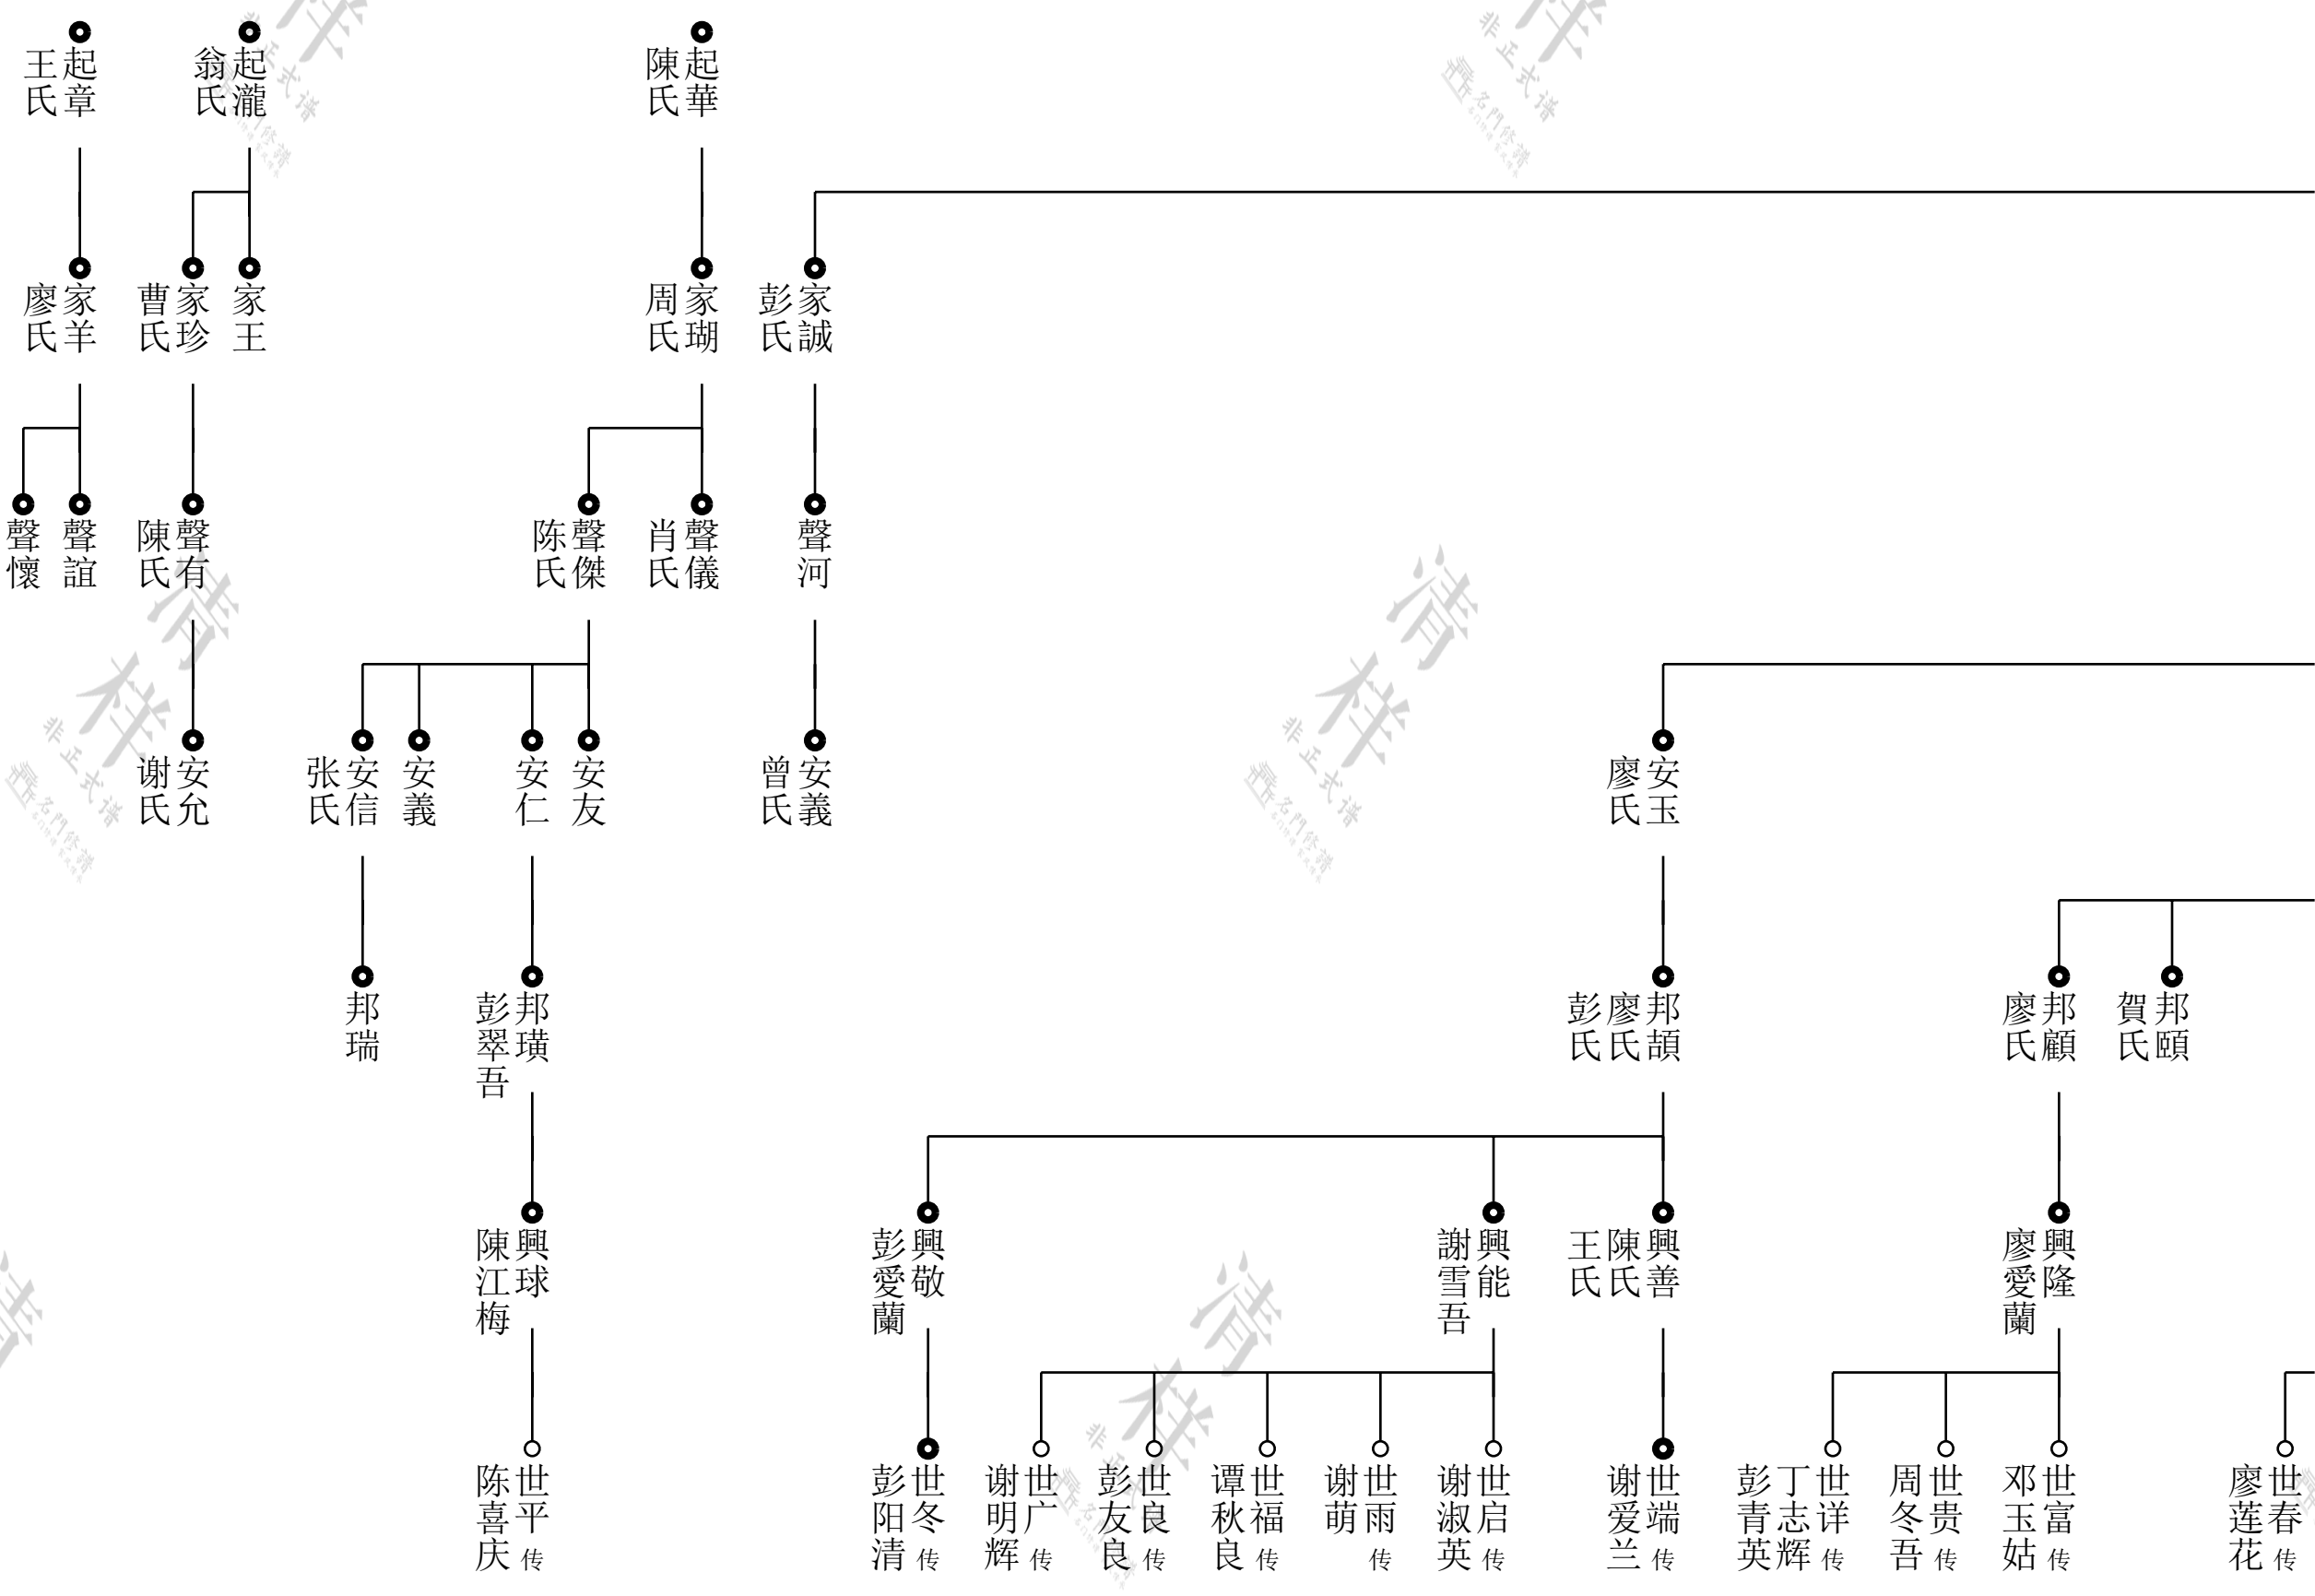 起華
陳氏
起瀧
翁氏
起章
王氏
家誠
彭氏
家瑚
周氏
家王
家珍
曹氏
家羊
廖氏
聲河
聲儀
肖氏
聲傑
陈氏
聲有
陳氏
聲誼
聲懷
安玉
廖氏
安義
曾氏
安友
安仁
安義
安信
张氏
安允
谢氏
邦頤
賀氏
邦顧
廖氏
邦頡
廖氏
彭氏
邦璜
彭翠吾
邦瑞
興隆
廖愛蘭
興善
陳氏
王氏
興能
謝雪吾
興敬
彭愛蘭
興球
陳江梅
世春传
廖莲花
世富传
邓玉姑
世贵传
周冬吾
世详传
丁志辉
彭青英
世端传
谢爱兰
世启传
谢淑英
世雨传
谢萌
世福传
谭秋良
世良传
彭友良
世广传
谢明辉
世冬传
彭阳清
世平传
陈喜庆
清样
非正式谱
名門修譜